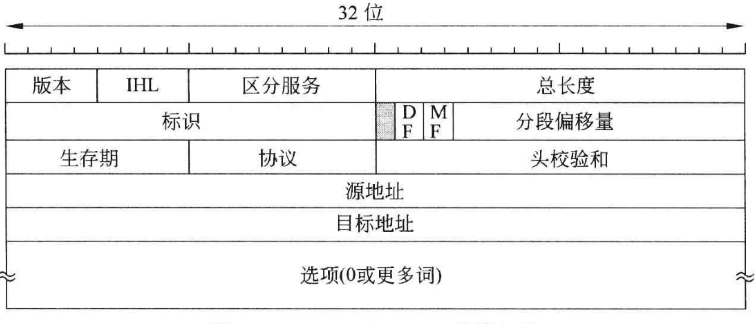 32 位
版本 IHL 区分服务 总长度
标识 DF MF 分段偏移量
生存期 协议 头校验和
源地址
目标地址
选项(0或更多词)